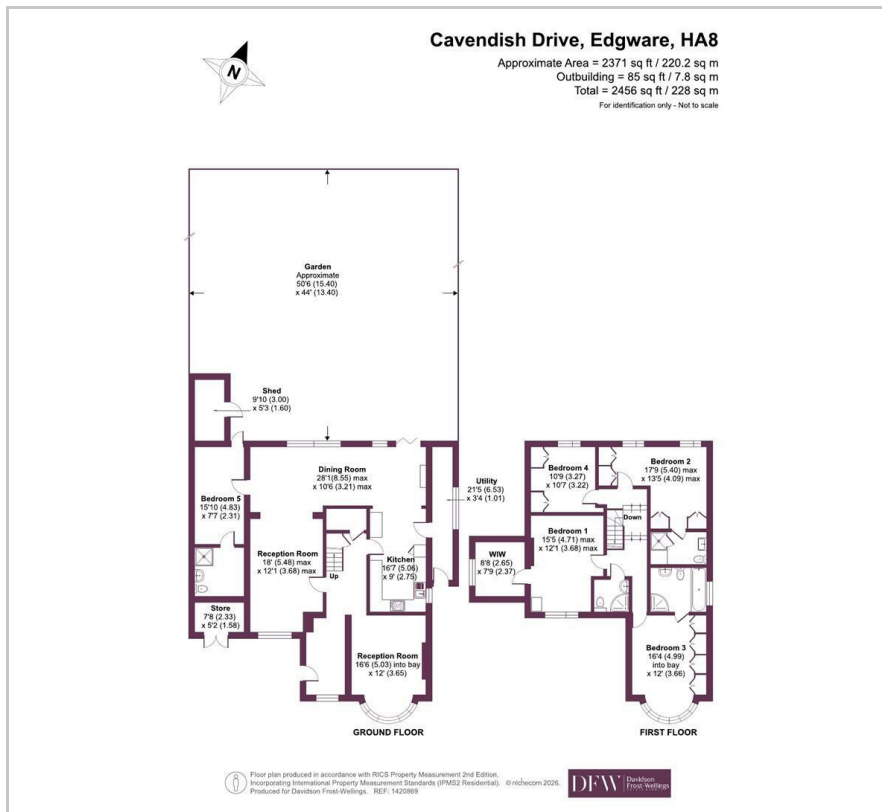 Cavendish Drive, Edgware, HA8
Approximate Area = 2371 sq ft / 220.2 sq m
Outbuilding = 85 sq ft / 7.8 sq m
Total = 2456 sq ft / 228 sq m
For identification only - Not to scale
N
Garden
Approximate
50'6 (15.40)
x 44' (13.40)
Shed
9'10 (3.00)
x 5'3 (1.60)
Dining Room
28'1(8.55) max
x 10'6 (3.21) max
Utility
21'5 (6.53)
x 3'4 (1.01)
Bedroom 5
15'10 (4.83)
x 7'7 (2.31)
Reception Room
18' (5.48) max
x 12'1 (3.68) max
Up
Kitchen
16'7 (5.06)
x 9' (2.75)
Store
7'8 (2.33)
x 5'2 (1.58)
Reception Room
16'6 (5.03) into bay
x 12' (3.65)
GROUND FLOOR
Bedroom 4
10'9 (3.27)
x 10'7 (3.22)
Bedroom 2
17'9 (5.40) max
x 13'5 (4.09) max
Down
Bedroom 1
15'5 (4.71) max
x 12'1 (3.68) max
WIW
8'8 (2.65)
x 7'9 (2.37)
Bedroom 3
16'4 (4.99)
into bay
x 12' (3.66)
FIRST FLOOR
Floor plan produced in accordance with RICS Property Measurement 2nd Edition,
Incorporating International Property Measurement Standards (IPMS2 Residential). © nichecom 2026.
Produced for Davidson Frost-Wellings. REF: 1420869
DFW
Davidson
Frost-Wellings